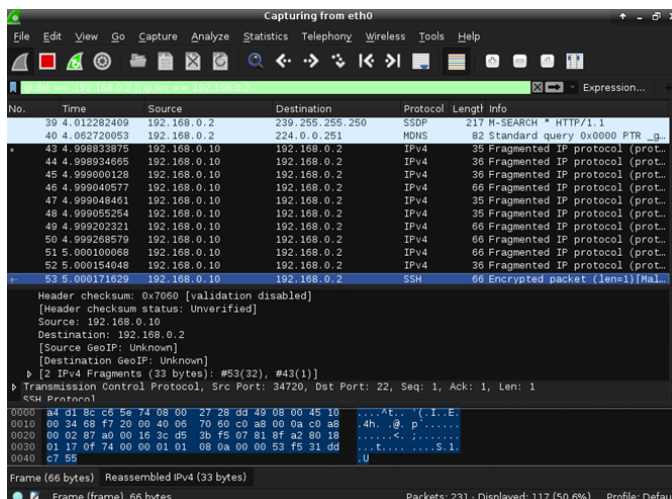 Capturing from eth0
File Edit View Go Capture Analyze Statistics Telephony Wireless Tools Help
ip.dst == 192.168.0.2 || ip.src == 192.168.0.2 Expression... +
No. Time Source Destination Protocol Length Info
39 4.012282409 192.168.0.2 239.255.255.250 SSDP 217 M-SEARCH * HTTP/1.1
40 4.062720053 192.168.0.2 224.0.0.251 MDNS 82 Standard query 0x0000 PTR _g…
43 4.998833875 192.168.0.10 192.168.0.2 IPv4 35 Fragmented IP protocol (prot…
44 4.998934665 192.168.0.10 192.168.0.2 IPv4 36 Fragmented IP protocol (prot…
45 4.999000128 192.168.0.10 192.168.0.2 IPv4 36 Fragmented IP protocol (prot…
46 4.999040577 192.168.0.10 192.168.0.2 IPv4 66 Fragmented IP protocol (prot…
47 4.999048461 192.168.0.10 192.168.0.2 IPv4 35 Fragmented IP protocol (prot…
48 4.999055254 192.168.0.10 192.168.0.2 IPv4 35 Fragmented IP protocol (prot…
49 4.999202321 192.168.0.10 192.168.0.2 IPv4 66 Fragmented IP protocol (prot…
50 4.999268579 192.168.0.10 192.168.0.2 IPv4 66 Fragmented IP protocol (prot…
51 5.000100068 192.168.0.10 192.168.0.2 IPv4 66 Fragmented IP protocol (prot…
52 5.000154048 192.168.0.10 192.168.0.2 IPv4 36 Fragmented IP protocol (prot…
53 5.000171629 192.168.0.10 192.168.0.2 SSH 66 Encrypted packet (len=1)[Mal…
Header checksum: 0x7060 [validation disabled]
[Header checksum status: Unverified]
Source: 192.168.0.10
Destination: 192.168.0.2
[Source GeoIP: Unknown]
[Destination GeoIP: Unknown]
[2 IPv4 Fragments (33 bytes): #53(32), #43(1)]
Transmission Control Protocol, Src Port: 34720, Dst Port: 22, Seq: 1, Ack: 1, Len: 1
SSH Protocol
0000 a4 d1 8c c6 5e 74 08 00 27 28 dd 49 08 00 45 10 ....^t.. '(.I..E.
0010 00 34 68 f7 20 00 40 06 70 60 c0 a8 00 0a c0 a8 .4h. .@. p`......
0020 00 02 87 a0 00 16 3c d5 3b f5 07 81 8f a2 80 18 ......<. ;.......
0030 01 17 0f 74 00 00 01 01 08 0a 00 00 53 f5 31 dd ...t.... ....S.1.
0040 c7 55 .U
Frame (66 bytes) Reassembled IPv4 (33 bytes)
Frame (frame), 66 bytes Packets: 231 · Displayed: 117 (50.6%) Profile: Defau